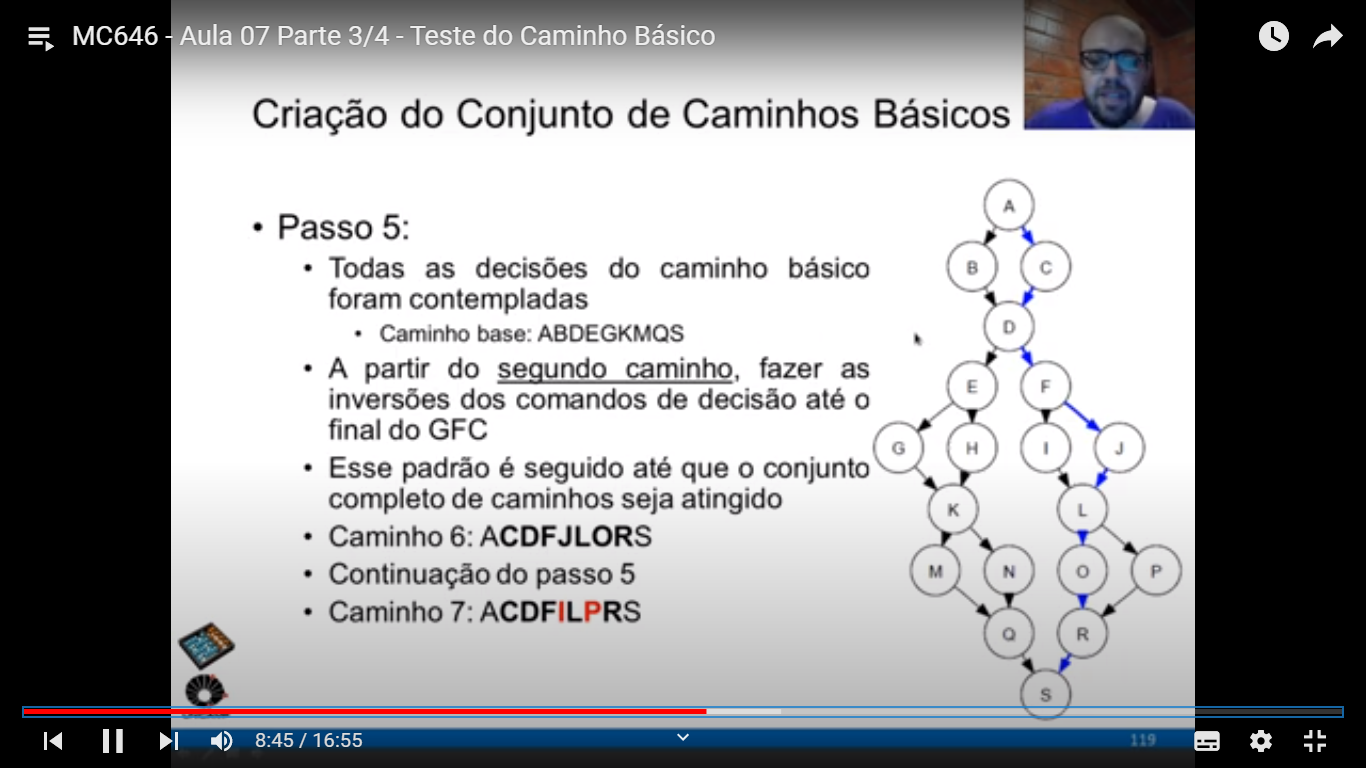 MC646 - Aula 07 Parte 3/4 - Teste do Caminho Básico
Criação do Conjunto de Caminhos Básicos
• Passo 5:
• Todas as decisões do caminho básico
foram contempladas
• Caminho base: ABDEGKMQS
• A partir do segundo caminho, fazer as
inversões dos comandos de decisão até o
final do GFC
• Esse padrão é seguido até que o conjunto
completo de caminhos seja atingido
• Caminho 6: ACDFJLORS
• Continuação do passo 5
• Caminho 7: ACDFILPRS
A
B C
D
E F
G H I J
K L
M N O P
Q R
S
8:45 / 16:55
119